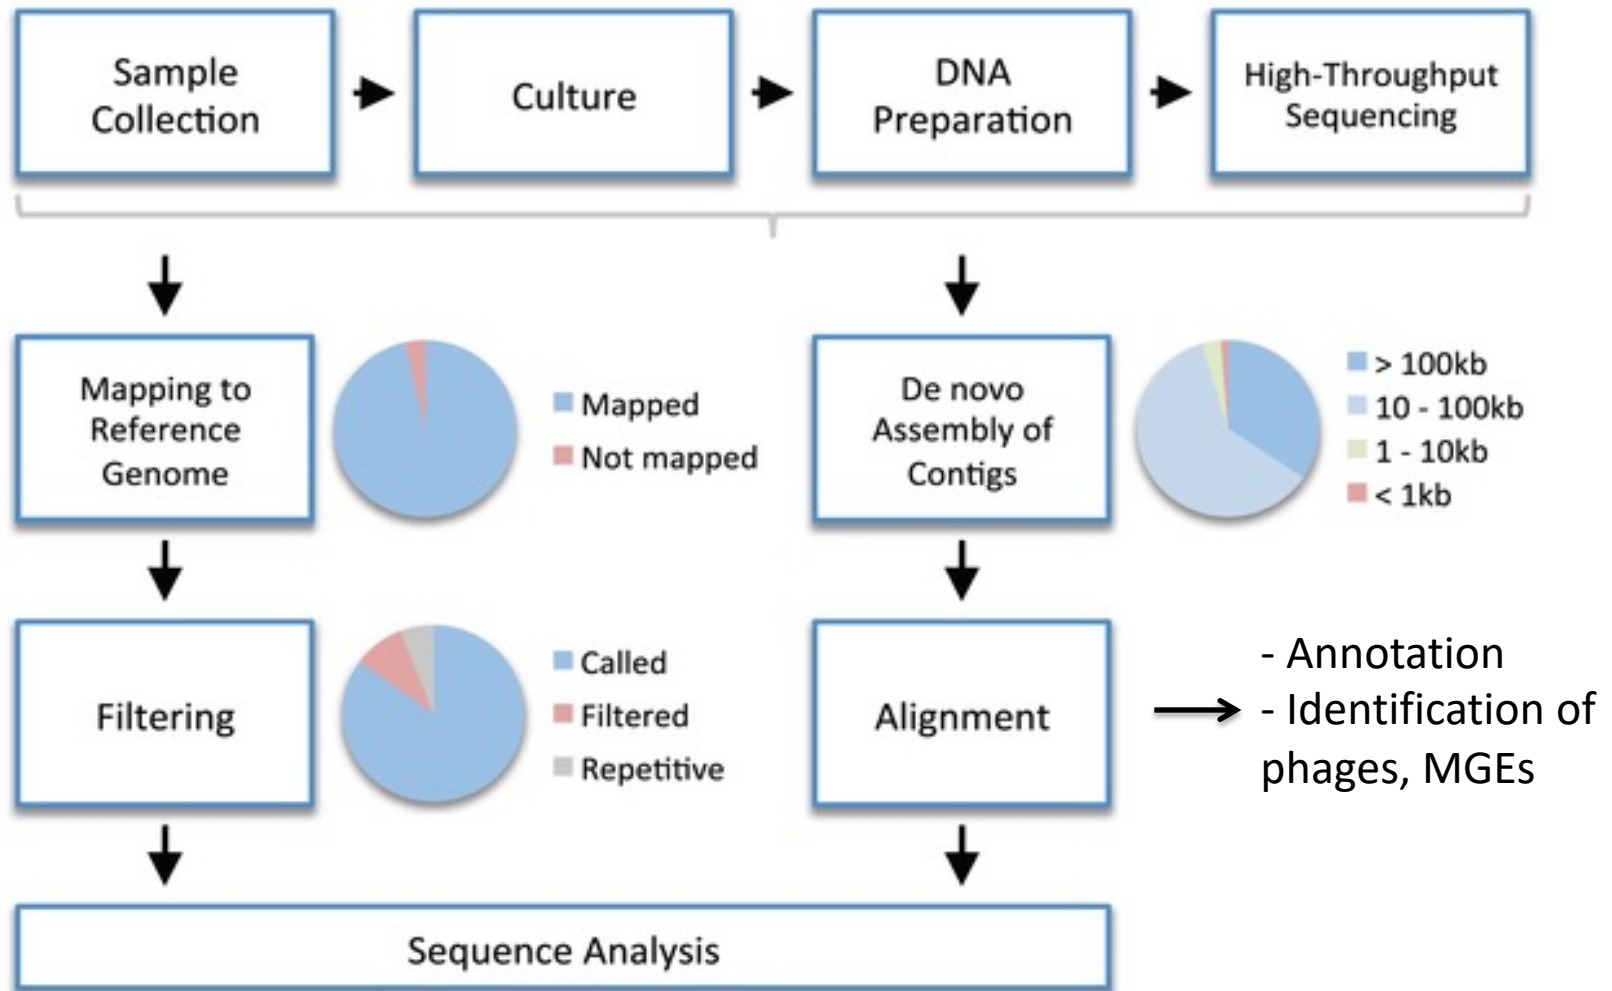 Sample
Collection
Culture
DNA
Preparation
High-Throughput
Sequencing
Mapping to
Reference
Genome
Mapped
Not mapped
De novo
Assembly of
Contigs
> 100kb
10 - 100kb
1 - 10kb
< 1kb
Filtering
Called
Filtered
Repetitive
Alignment
- Annotation
- Identification of
phages, MGEs
Sequence Analysis